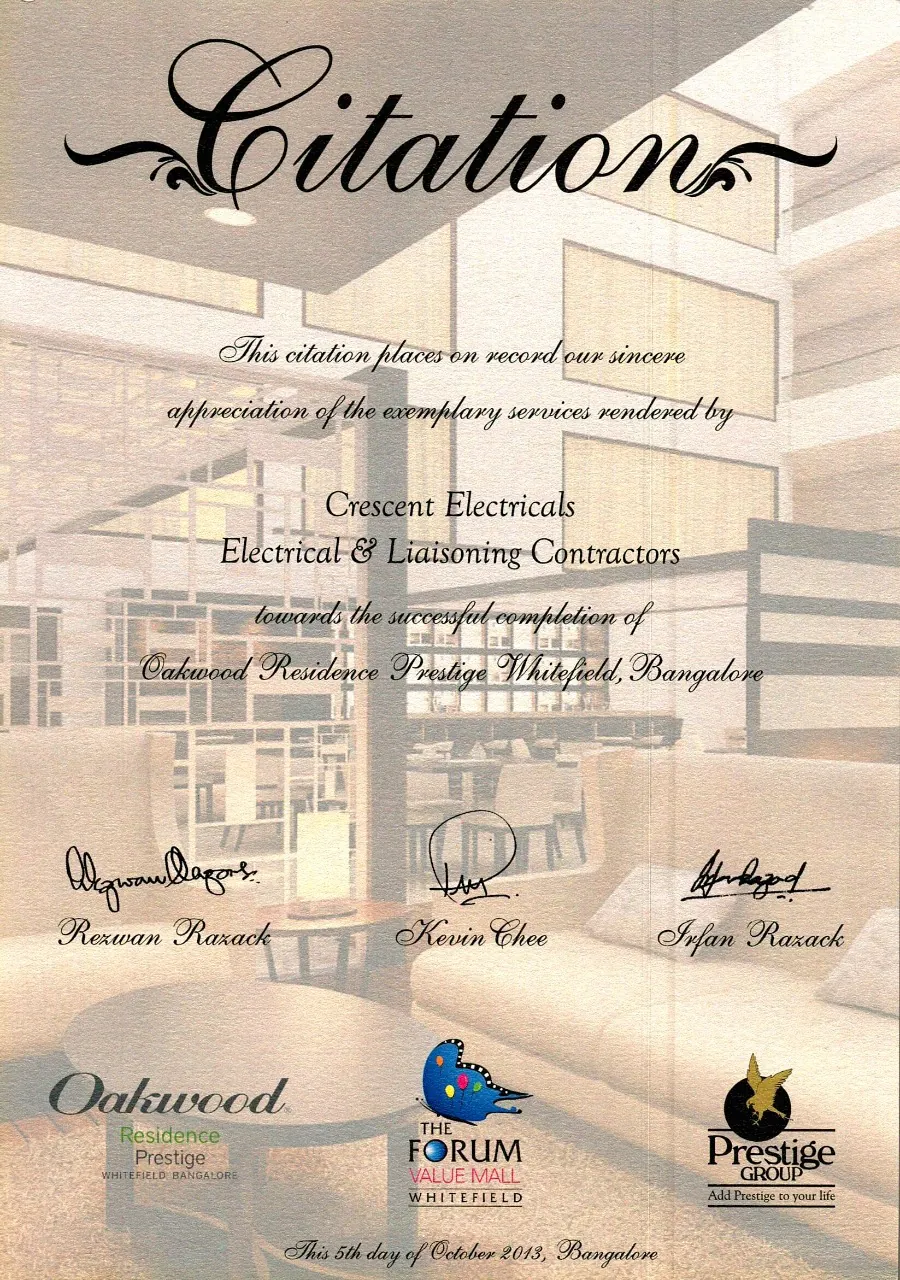 Citation
This citation places on record our sincere
appreciation of the exemplary services rendered by
Crescent Electricals
Electrical & Liaisoning Contractors
towards the successful completion of
Oakwood Residence Prestige Whitefield, Bangalore
Rezwan Razack
Kevin Chee
Irfan Razack
Oakwood
Residence
Prestige
WHITEFIELD BANGALORE
THE
FORUM
VALUE MALL
WHITEFIELD
Prestige
GROUP
Add Prestige to your life
This 5th day of October 2013, Bangalore